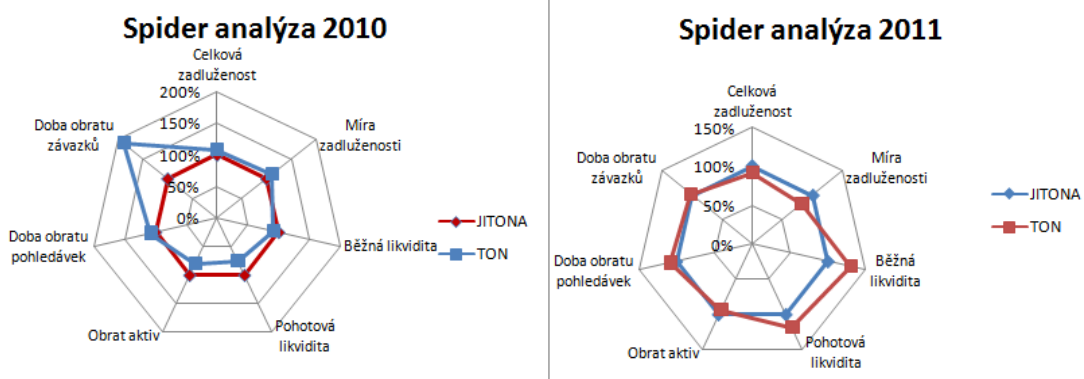 Spider analýza 2010
Celková
zadluženost
200%
150%
100%
50%
0%
Míra
zadluženosti
Běžná likvidita
Pohotová
likvidita
Obrat aktiv
Doba obratu
pohledávek
Doba obratu
závazků
JITONA
TON
Spider analýza 2011
Celková
zadluženost
150%
100%
50%
0%
Míra
zadluženosti
Běžná
likvidita
Pohotová
likvidita
Obrat aktiv
Doba obratu
pohledávek
Doba obratu
závazků
JITONA
TON